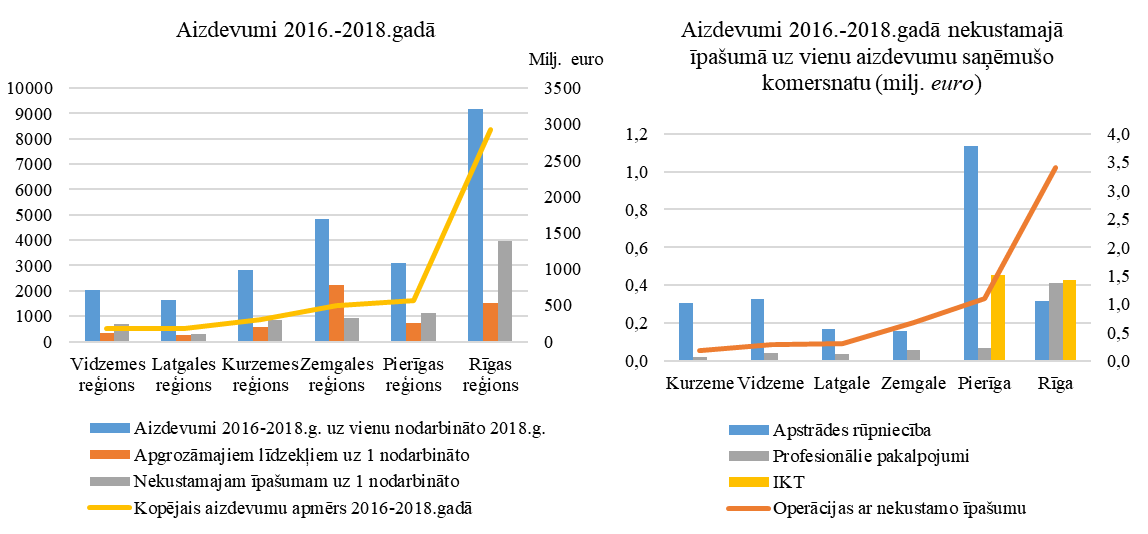 Aizdevumi 2016.-2018.gadā
Milj. euro
10000
9000
8000
7000
6000
5000
4000
3000
2000
1000
0
3500
3000
2500
2000
1500
1000
500
0
Vidzemes reģions
Latgales reģions
Kurzemes reģions
Zemgales reģions
Pierīgas reģions
Rīgas reģions
Aizdevumi 2016-2018.g. uz vienu nodarbināto 2018.g.
Apgrozāmajiem līdzekļiem uz 1 nodarbināto
Nekustamajam īpašumam uz 1 nodarbināto
Kopējais aizdevumu apmērs 2016-2018.gadā
Aizdevumi 2016.-2018.gadā nekustamajā
īpašumā uz vienu aizdevumu saņēmušo
komersnatu (milj. euro)
1,2
1,0
0,8
0,6
0,4
0,2
0,0
4,0
3,5
3,0
2,5
2,0
1,5
1,0
0,5
0,0
Kurzeme
Vidzeme
Latgale
Zemgale
Pierīga
Rīga
Apstrādes rūpniecība
Profesionālie pakalpojumi
IKT
Operācijas ar nekustamo īpašumu